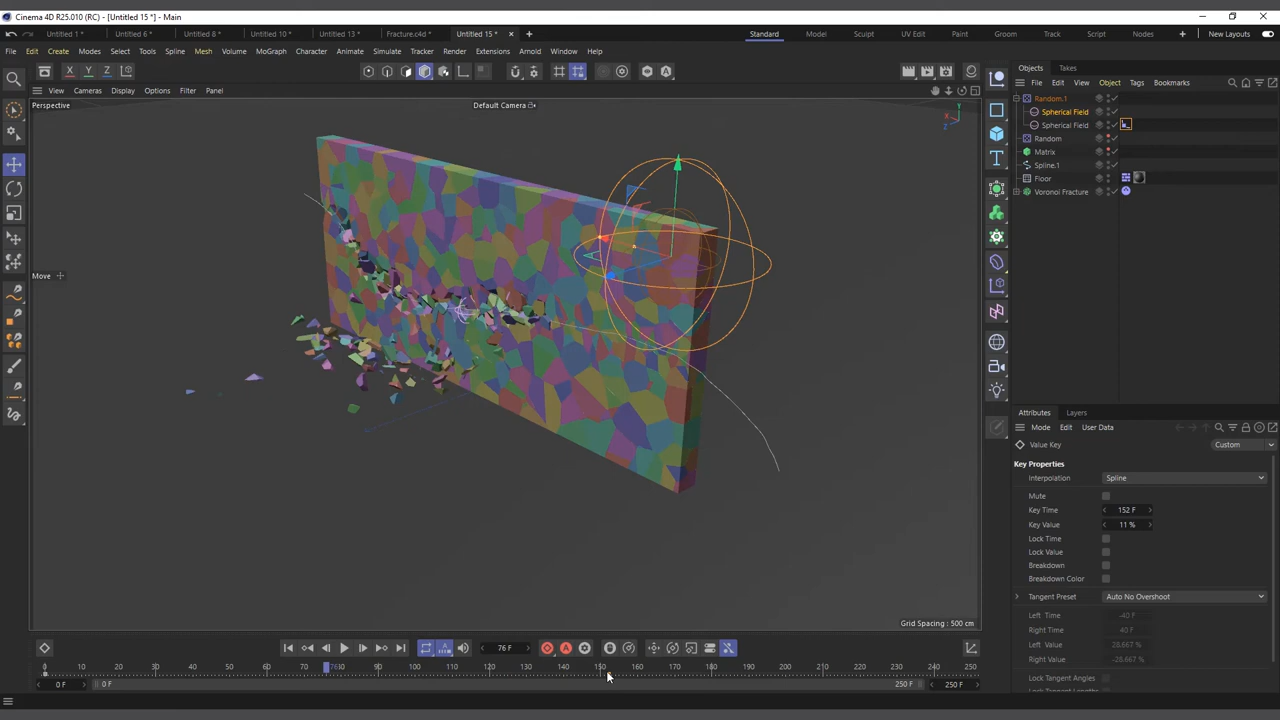 Cinema 4D R25.010 (RC) - [Untitled 15 *] - Main
Untitled 1 * Untitled 6 * Untitled 8 * Untitled 10 * Untitled 13 * Fracture.c4d * Untitled 15 * Standard Model Sculpt UV Edit Paint Groom Track Script Nodes New Layouts
File Edit Create Modes Select Tools Spline Mesh Volume MoGraph Character Animate Simulate Tracker Render Extensions Arnold Window Help
X Y Z
Objects Takes
File Edit View Object Tags Bookmarks
View Cameras Display Options Filter Panel
Perspective
Default Camera
Y
X
Z
Random.1
Spherical Field
Spherical Field
Random
Matrix
Spline.1
Floor
Voronoi Fracture
Move
Attributes Layers
Mode Edit User Data
Value Key
Custom
Key Properties
Interpolation Spline
Mute
Key Time 152 F
Key Value 11 %
Lock Time
Lock Value
Breakdown
Breakdown Color
Tangent Preset Auto No Overshoot
Left Time -40 F
Right Time 40 F
Left Value 28.667 %
Right Value -28.667 %
Lock Tangent Angles
Grid Spacing : 500 cm
76 F
0 10 20 30 40 50 60 70 76 90 100 110 120 130 140 150 160 170 180 190 200 210 220 230 240 250
0 F 0 F 250 F 250 F